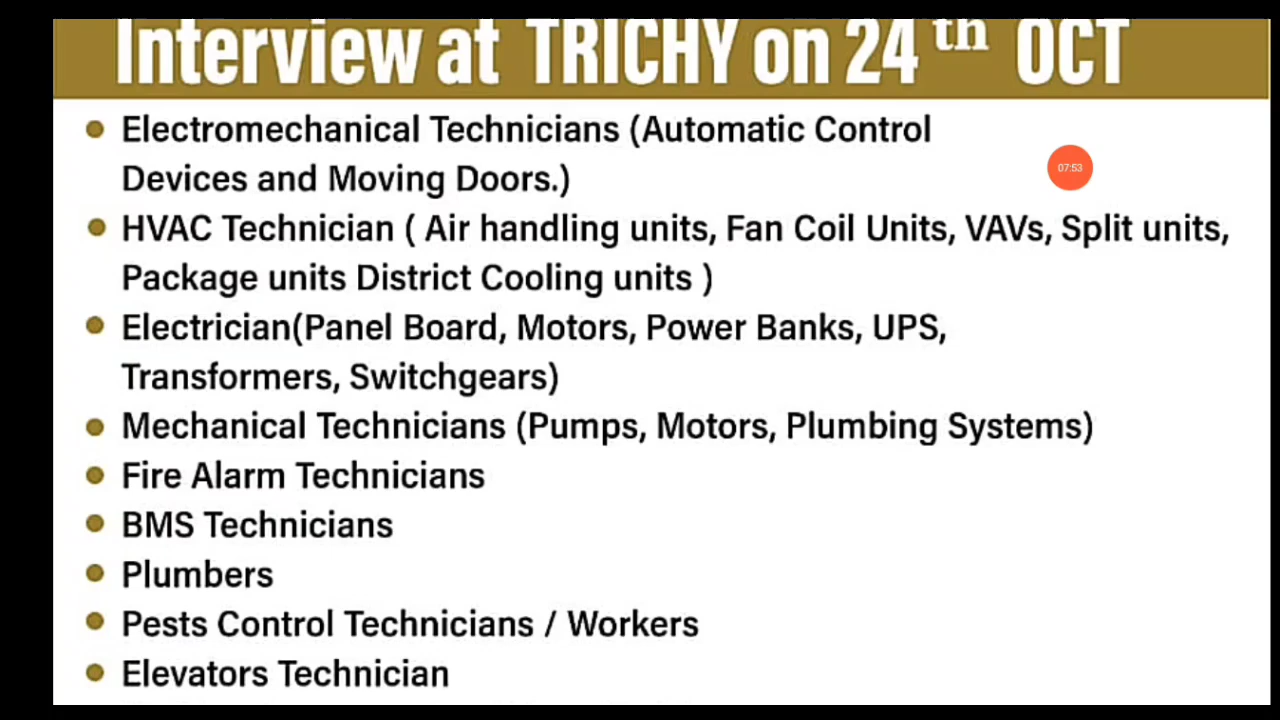 Interview at TRICHY on 24th OCT
Electromechanical Technicians (Automatic Control
Devices and Moving Doors.)
07:53
HVAC Technician ( Air handling units, Fan Coil Units, VAVs, Split units,
Package units District Cooling units )
Electrician(Panel Board, Motors, Power Banks, UPS,
Transformers, Switchgears)
Mechanical Technicians (Pumps, Motors, Plumbing Systems)
Fire Alarm Technicians
BMS Technicians
Plumbers
Pests Control Technicians / Workers
Elevators Technician